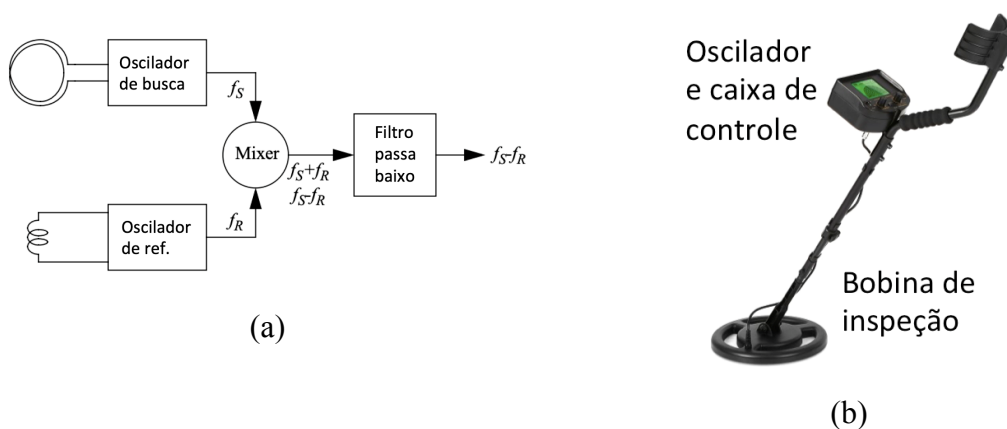 Oscilador
de busca
f_S
Mixer
f_S+f_R
f_S-f_R
Filtro
passa
baixo
f_S-f_R
f_R
Oscilador
de ref.
(a)
Oscilador
e caixa de
controle
Bobina de
inspeção
(b)